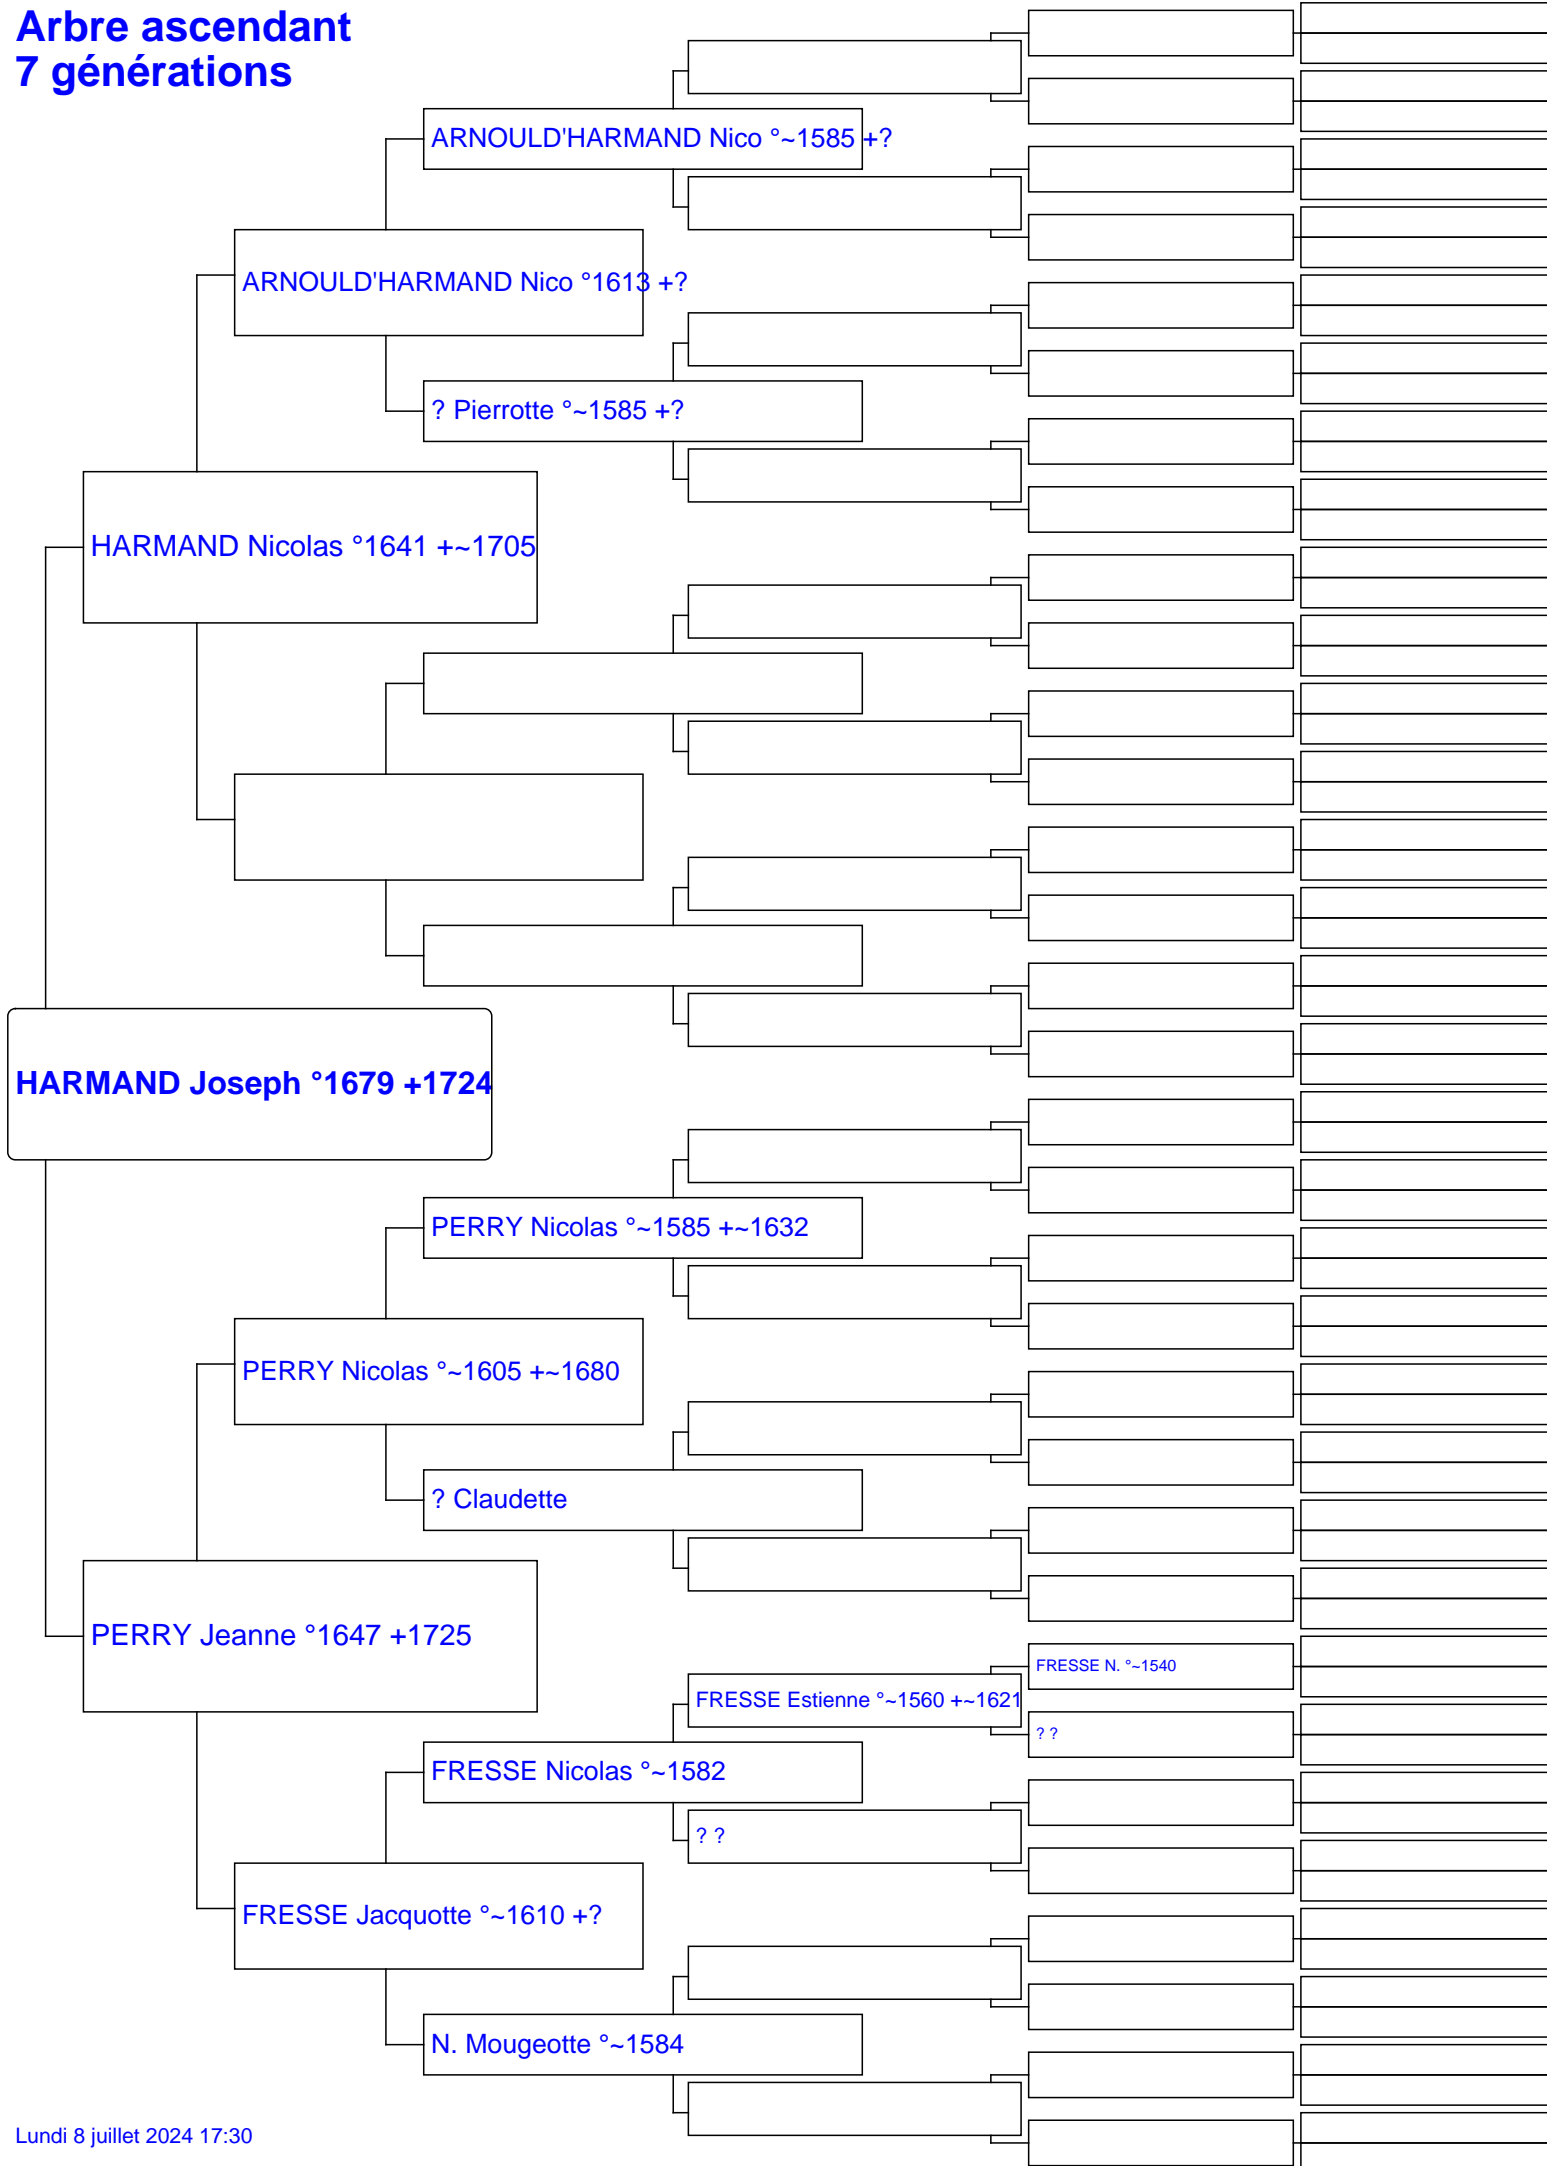 Arbre ascendant
7 générations
ARNOULD'HARMAND Nico °~1585 +?
ARNOULD'HARMAND Nico °1613 +?
? Pierrotte °~1585 +?
HARMAND Nicolas °1641 +~1705
HARMAND Joseph °1679 +1724
PERRY Nicolas °~1585 +~1632
PERRY Nicolas °~1605 +~1680
? Claudette
PERRY Jeanne °1647 +1725
FRESSE N. °~1540
FRESSE Estienne °~1560 +~1621
? ?
FRESSE Nicolas °~1582
? ?
FRESSE Jacquotte °~1610 +?
N. Mougeotte °~1584
Lundi 8 juillet 2024 17:30